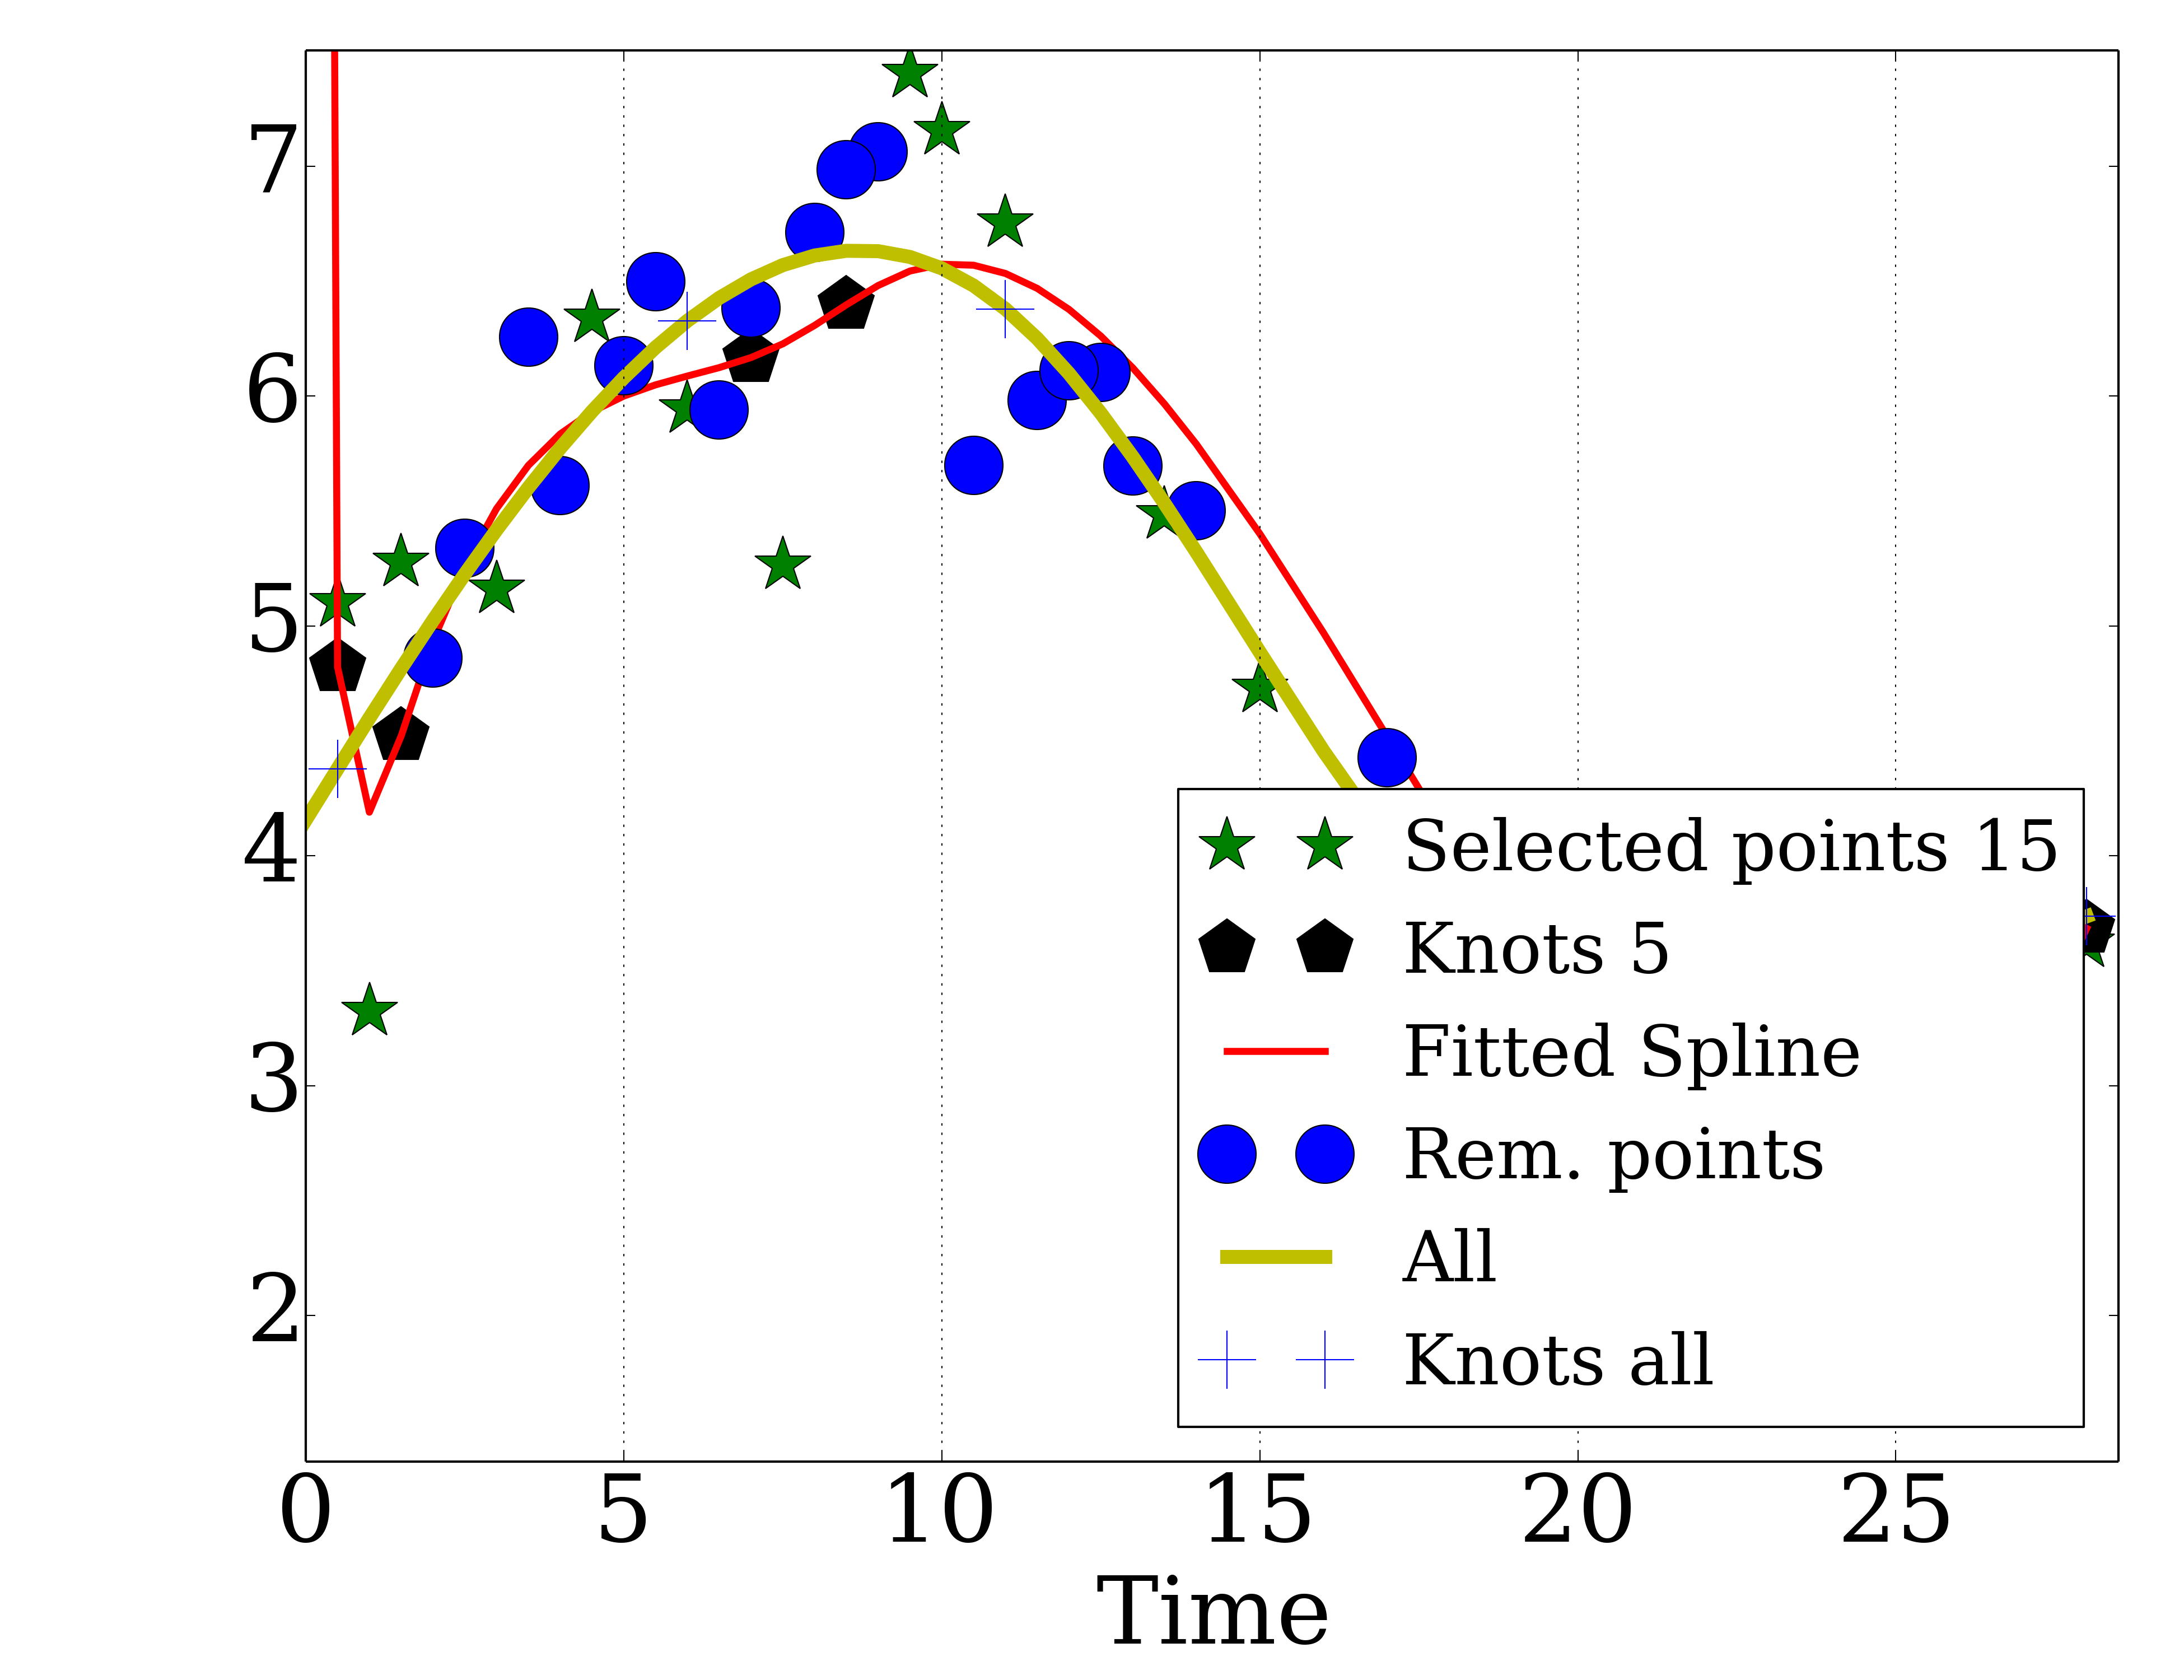 7
6
5
4
3
2
0 5 10 15 20 25
Time
Selected points 15
Knots 5
Fitted Spline
Rem. points
All
Knots all